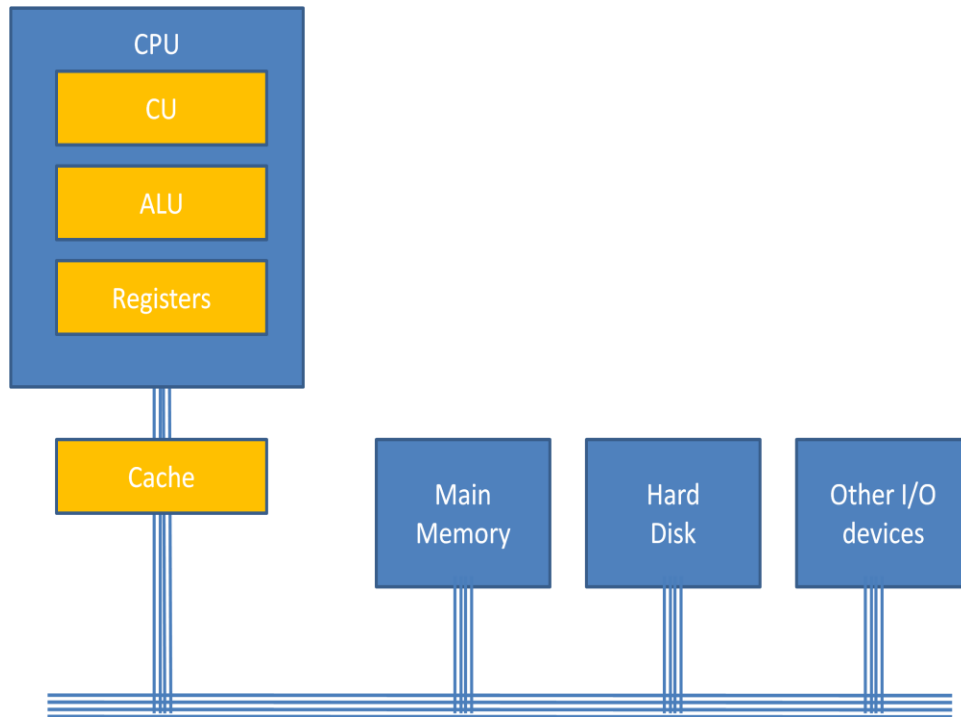 CPU
CU
ALU
Registers
Cache
Main
Memory
Hard
Disk
Other I/O
devices